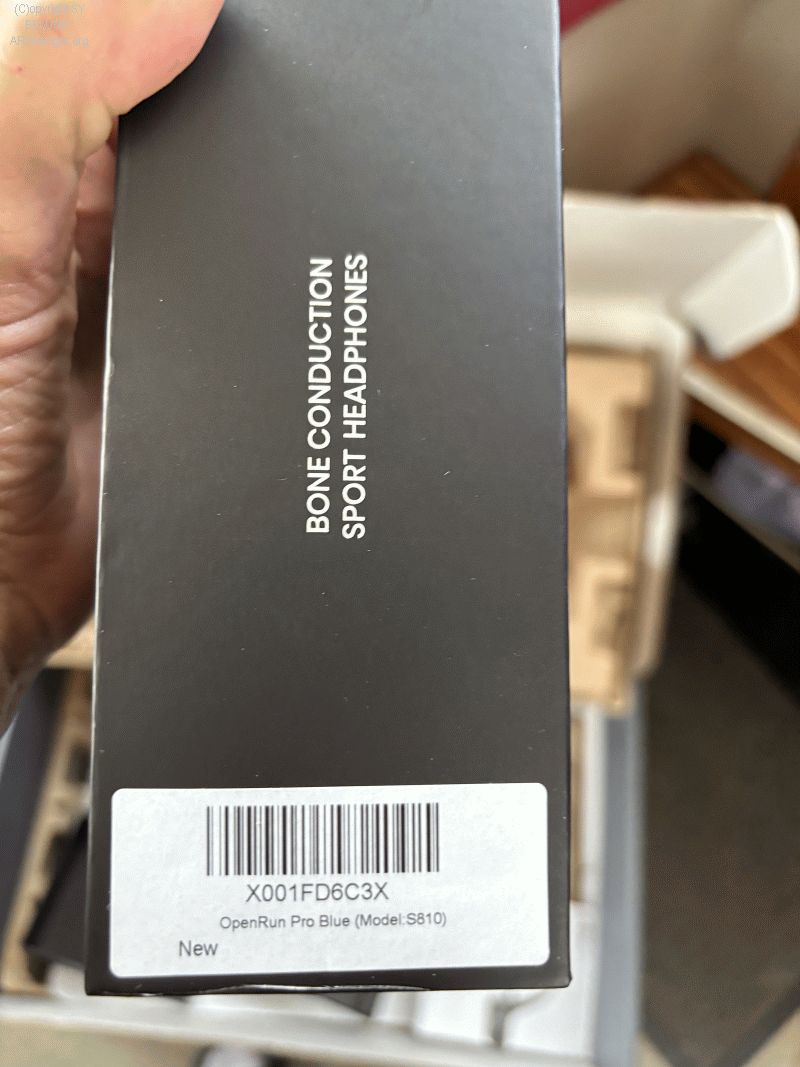 BONE CONDUCTION
SPORT HEADPHONES
X001FD6C3X
OpenRun Pro Blue (Model:S810)
New